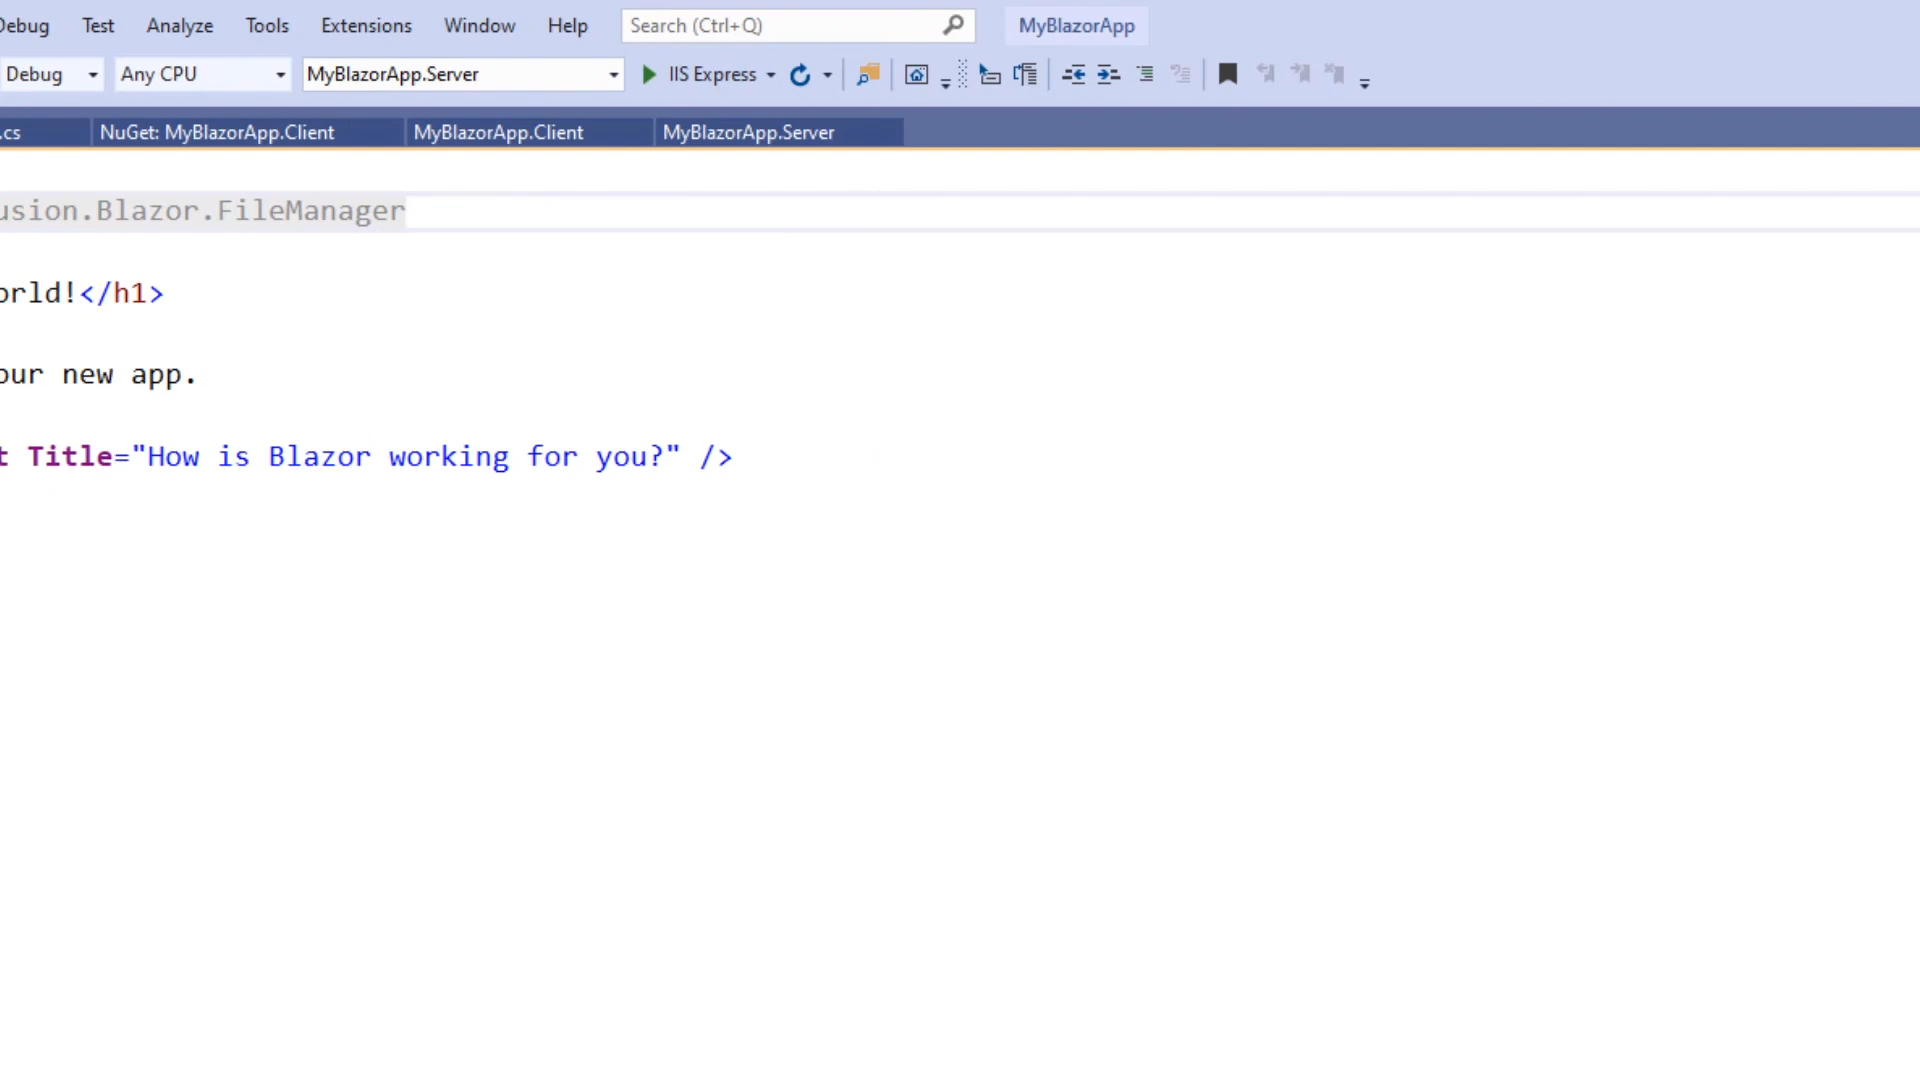 Debug Test Analyze Tools Extensions Window Help Search (Ctrl+Q) MyBlazorApp
Debug Any CPU MyBlazorApp.Server IIS Express
.cs NuGet: MyBlazorApp.Client MyBlazorApp.Client MyBlazorApp.Server
usion.Blazor.FileManager
orld!</h1>
our new app.
t Title="How is Blazor working for you?" />